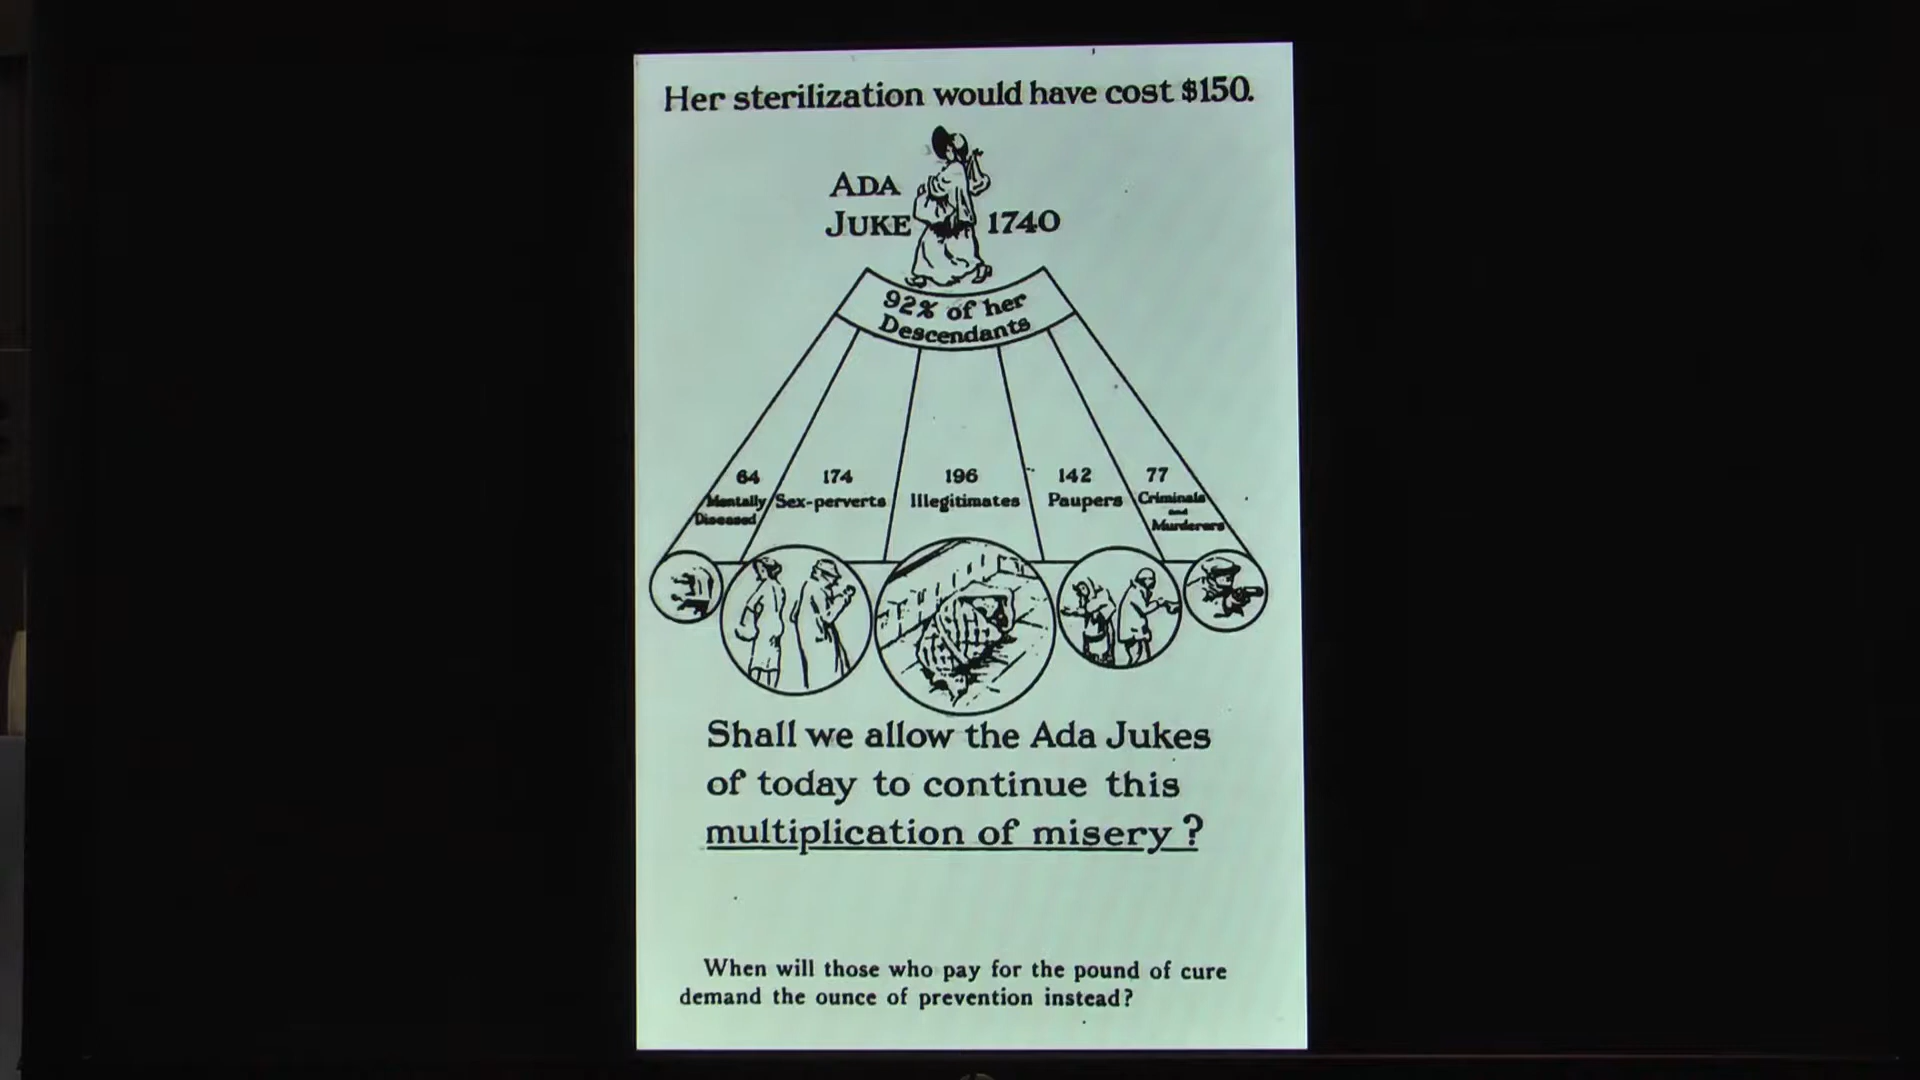 Her sterilization would have cost $150.
ADA
JUKE 1740
92% of her
Descendants
64 174 196 142 77
Mentally Sex-perverts Illegitimates Paupers Criminals
Diseased and
Murderers
Shall we allow the Ada Jukes
of today to continue this
multiplication of misery?
When will those who pay for the pound of cure
demand the ounce of prevention instead?